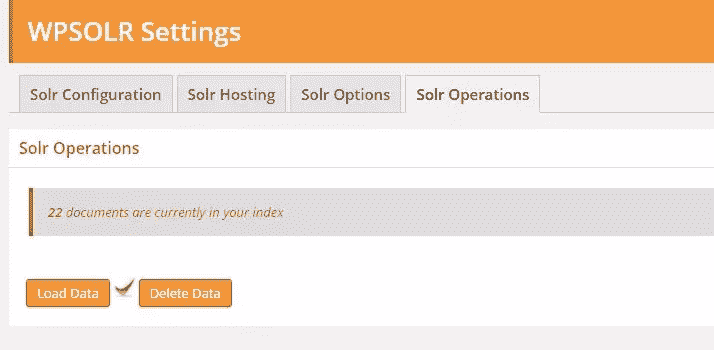 WPSOLR Settings
Solr Configuration Solr Hosting Solr Options Solr Operations
Solr Operations
22 documents are currently in your index
Load Data Delete Data